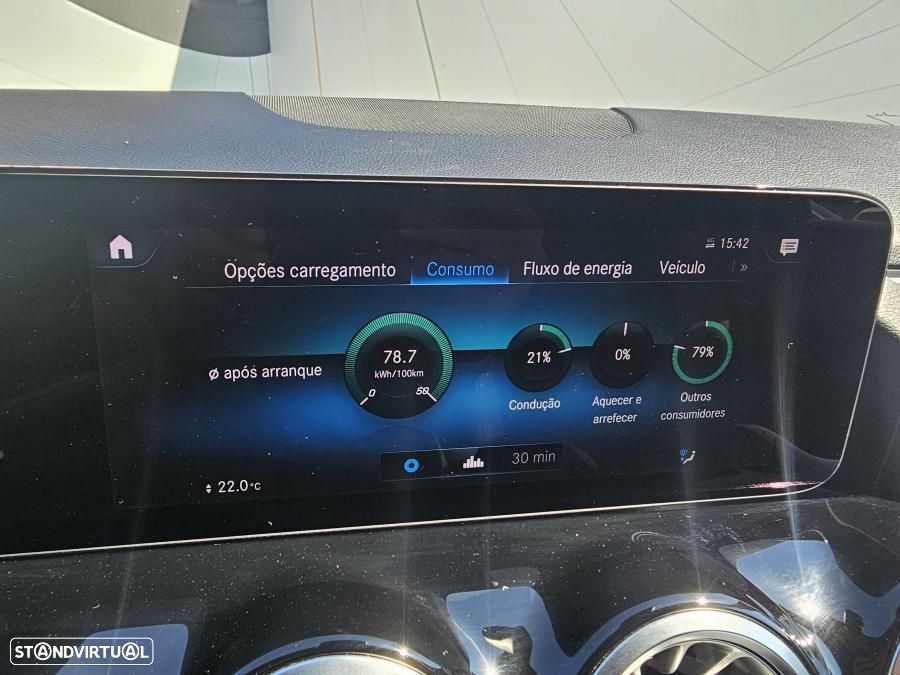 4G 15:42
Opções carregamento Consumo Fluxo de energia Veículo »
ø após arranque
78.7
kWh/100km
0 50
21%
Condução
0%
Aquecer e
arrefecer
79%
Outros
consumidores
30 min
22.0°C
STANDVIRTUAL